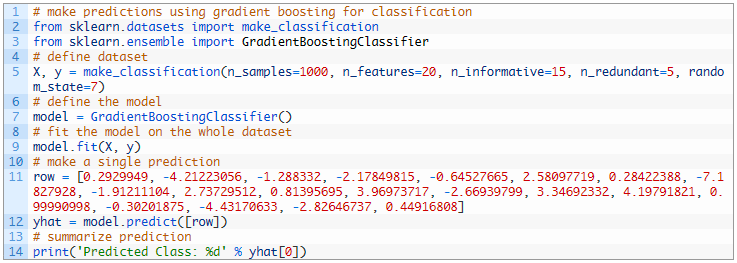 1 # make predictions using gradient boosting for classification
2 from sklearn.datasets import make_classification
3 from sklearn.ensemble import GradientBoostingClassifier
4 # define dataset
5 X, y = make_classification(n_samples=1000, n_features=20, n_informative=15, n_redundant=5, rando
m_state=7)
6 # define the model
7 model = GradientBoostingClassifier()
8 # fit the model on the whole dataset
9 model.fit(X, y)
10 # make a single prediction
11 row = [0.2929949, -4.21223056, -1.288332, -2.17849815, -0.64527665, 2.58097719, 0.28422388, -7.1
827928, -1.91211104, 2.73729512, 0.81395695, 3.96973717, -2.66939799, 3.34692332, 4.19791821, 0.
99990998, -0.30201875, -4.43170633, -2.82646737, 0.44916808]
12 yhat = model.predict([row])
13 # summarize prediction
14 print('Predicted Class: %d' % yhat[0])